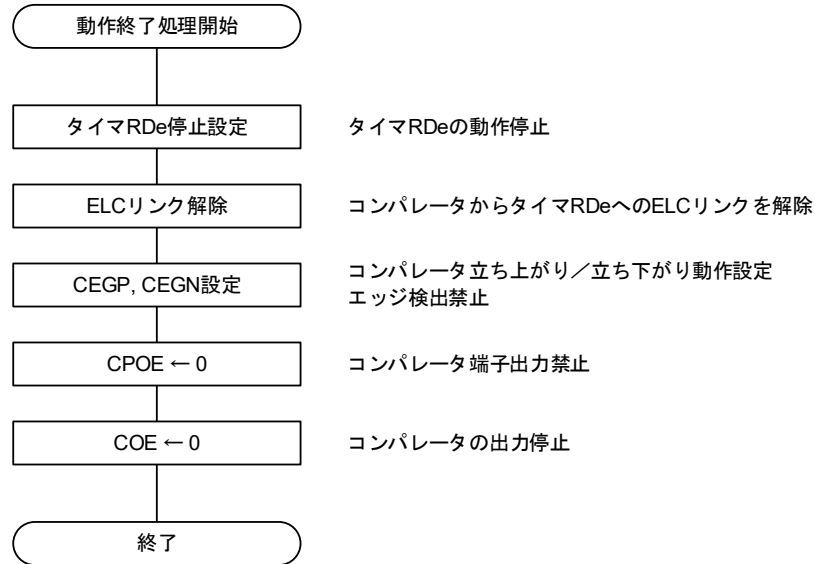 動作終了処理開始
タイマRDe停止設定
タイマRDeの動作停止
ELCリンク解除
コンパレータからタイマRDeへのELCリンクを解除
CEGP, CEGN設定
コンパレータ立ち上がり／立ち下がり動作設定
エッジ検出禁止
CPOE ← 0
コンパレータ端子出力禁止
COE ← 0
コンパレータの出力停止
終了